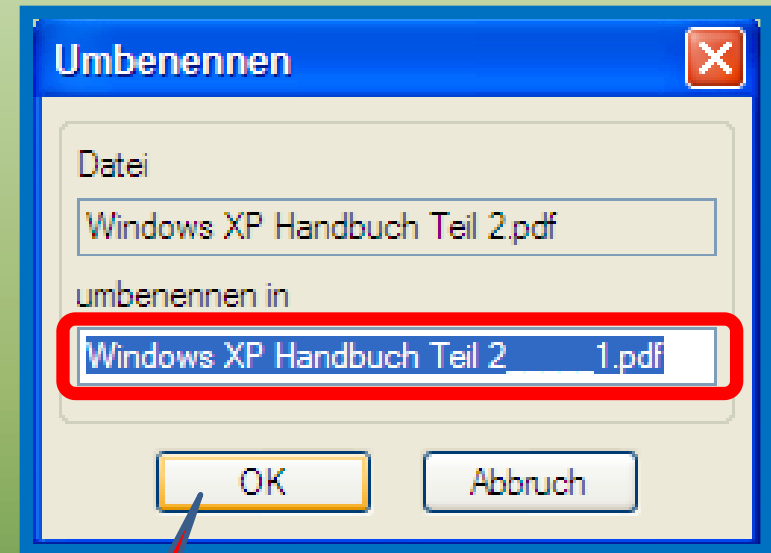 Umbenennen
Datei
Windows XP Handbuch Teil 2.pdf
umbenennen in
Windows XP Handbuch Teil 2_____1.pdf
OK
Abbruch